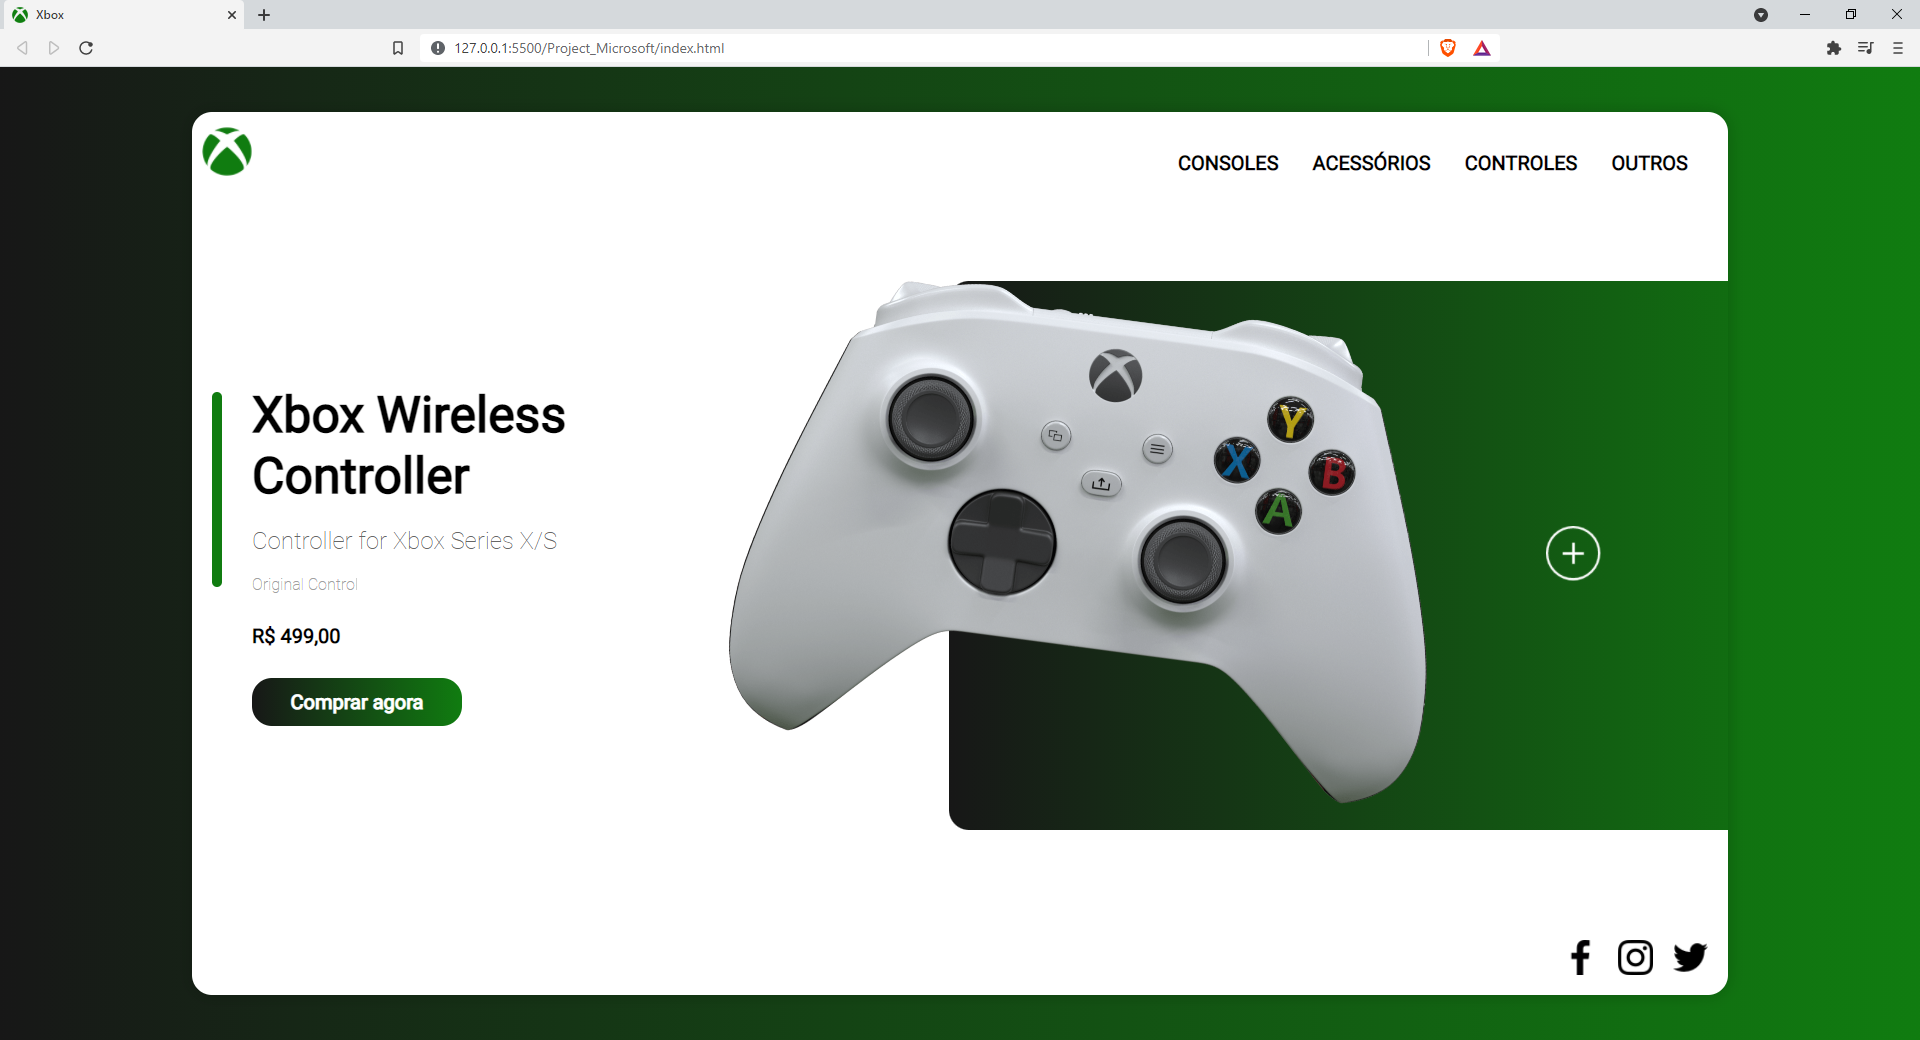 Xbox
127.0.0.1:5500/Project_Microsoft/index.html
CONSOLES ACESSÓRIOS CONTROLES OUTROS
Xbox Wireless
Controller
Controller for Xbox Series X/S
Original Control
R$ 499,00
Comprar agora
Y
X
B
A